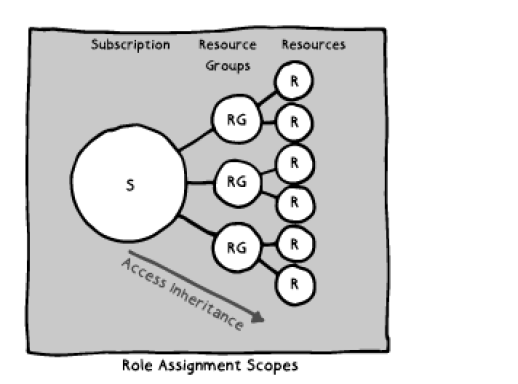 Subscription Resource Groups Resources
R
RG
R
S
RG
R
R
RG
R
R
Access Inheritance
Role Assignment Scopes